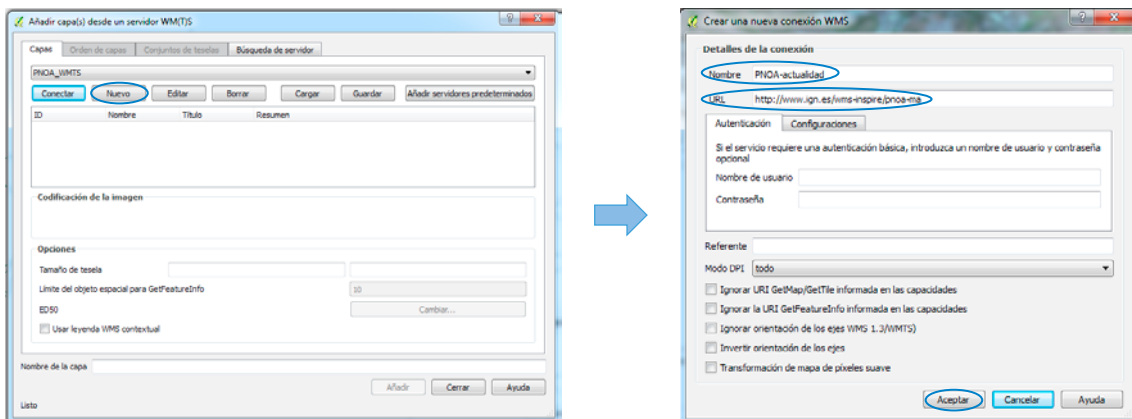 Añadir capa(s) desde un servidor WM(T)S
Capas Orden de capas Conjuntos de teselas Búsqueda de servidor
PNOA_WMTS
Conectar Nuevo Editar Borrar Cargar Guardar Añadir servidores predeterminados
ID Nombre Título Resumen
Codificación de la imagen
Opciones
Tamaño de tesela
Límite del objeto espacial para GetFeatureInfo 10
ED50 Cambiar...
Usar leyenda WMS contextual
Nombre de la capa
Añadir Cerrar Ayuda
Listo
Crear una nueva conexión WMS
Detalles de la conexión
Nombre PNOA-actualidad
URL http://www.ign.es/wms-inspire/pnoa-ma
Autenticación Configuraciones
Si el servicio requiere una autenticación básica, introduzca un nombre de usuario y contraseña
opcional
Nombre de usuario
Contraseña
Referente
Modo DPI todo
Ignorar URI GetMap/GetTile informada en las capacidades
Ignorar la URI GetFeatureInfo informada en las capacidades
Ignorar orientación de los ejes WMS 1.3/WMTS)
Invertir orientación de los ejes
Transformación de mapa de píxeles suave
Aceptar Cancelar Ayuda